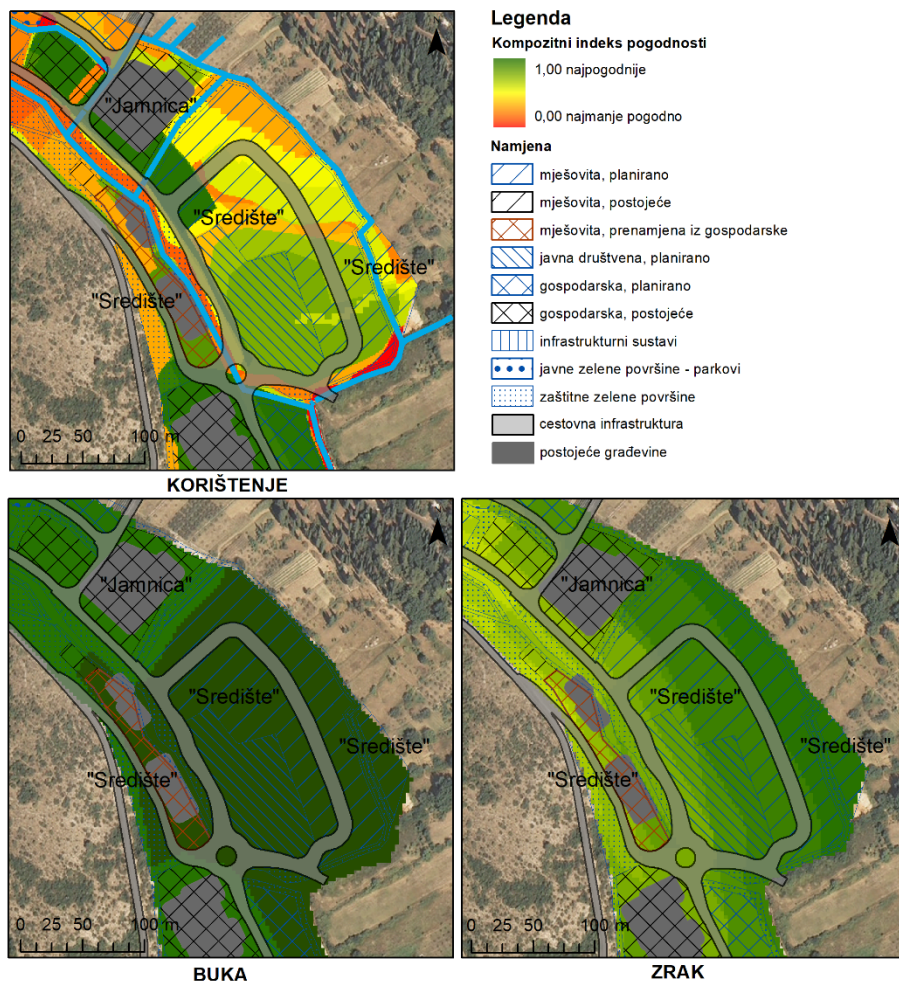 Legenda
Kompozitni indeks pogodnosti
1,00 najpogodnije
0,00 najmanje pogodno
Namjena
mješovita, planirano
mješovita, postojeće
mješovita, prenamjena iz gospodarske
javna društvena, planirano
gospodarska, planirano
gospodarska, postojeće
infrastrukturni sustavi
javne zelene površine - parkovi
zaštitne zelene površine
cestovna infrastruktura
postojeće građevine
"Jamnica"
"Središte"
"Središte"
"Središte"
0 25 50 100 m
KORIŠTENJE
"Jamnica"
"Središte"
"Središte"
"Središte"
0 25 50 100 m
BUKA
"Jamnica"
"Središte"
"Središte"
"Središte"
0 25 50 100 m
ZRAK